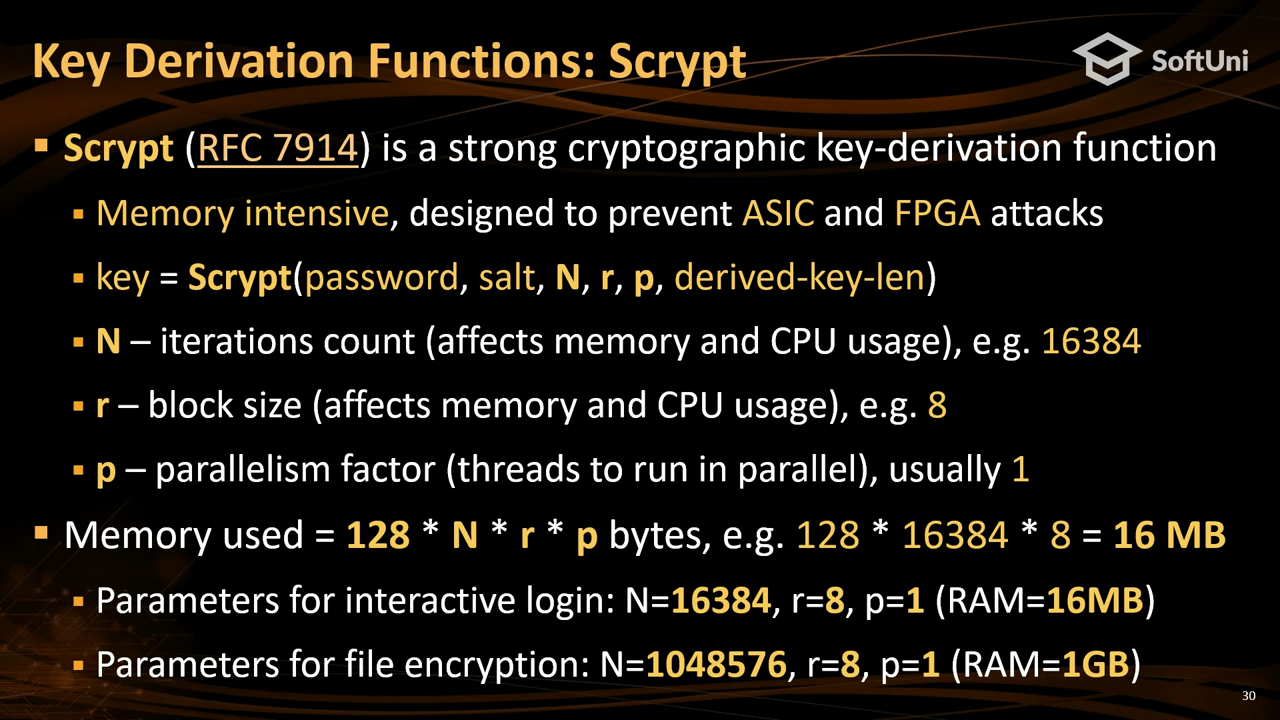 Key Derivation Functions: Scrypt
SoftUni
▪ Scrypt (RFC 7914) is a strong cryptographic key-derivation function
▪ Memory intensive, designed to prevent ASIC and FPGA attacks
▪ key = Scrypt(password, salt, N, r, p, derived-key-len)
▪ N – iterations count (affects memory and CPU usage), e.g. 16384
▪ r – block size (affects memory and CPU usage), e.g. 8
▪ p – parallelism factor (threads to run in parallel), usually 1
▪ Memory used = 128 * N * r * p bytes, e.g. 128 * 16384 * 8 = 16 MB
▪ Parameters for interactive login: N=16384, r=8, p=1 (RAM=16MB)
▪ Parameters for file encryption: N=1048576, r=8, p=1 (RAM=1GB)
30